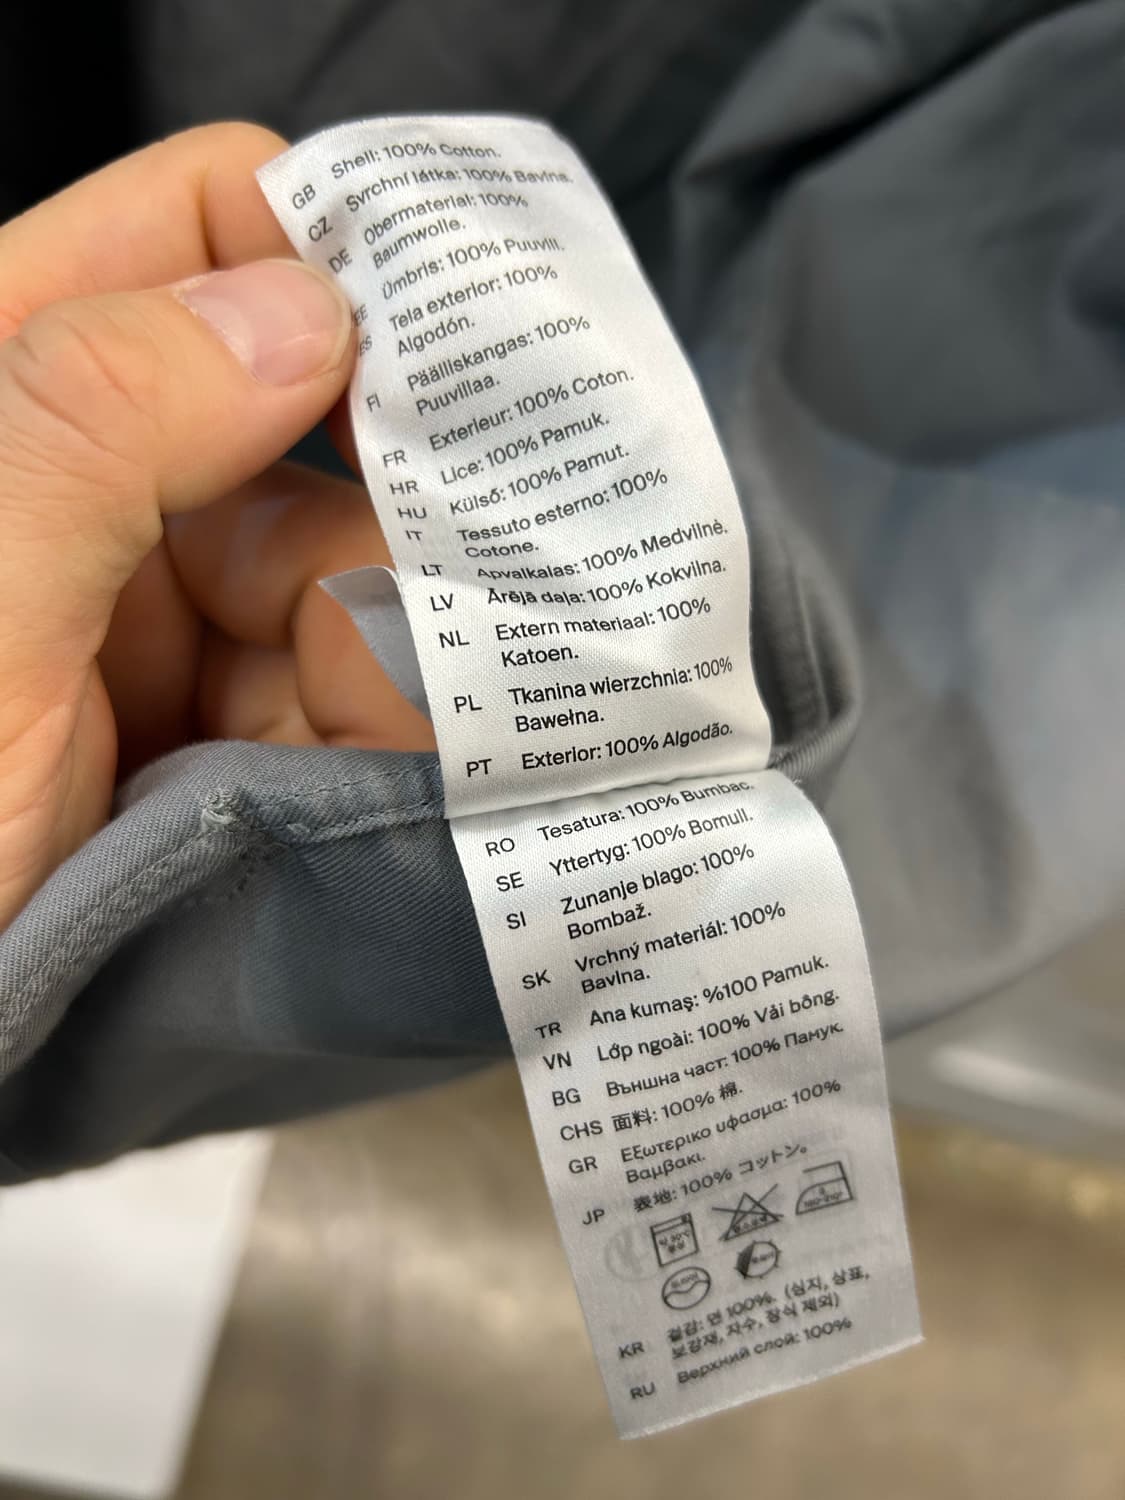 GB Shell: 100% Cotton.
CZ Svrchní látka: 100% Bavlna.
DE Obermaterial: 100%
Baumwolle.
EE Ümbris: 100% Puuvill.
ES Tela exterior: 100%
Algodón.
FI Päälliskangas: 100%
Puuvillaa.
FR Exterieur: 100% Coton.
HR Lice: 100% Pamuk.
HU Külső: 100% Pamut.
IT Tessuto esterno: 100%
Cotone.
LT Apvalkalas: 100% Medvilnė.
LV Ārējā daļa: 100% Kokvilna.
NL Extern materiaal: 100%
Katoen.
PL Tkanina wierzchnia: 100%
Bawełna.
PT Exterior: 100% Algodão.
RO Tesatura: 100% Bumbac.
SE Yttertyg: 100% Bomull.
SI Zunanje blago: 100%
Bombaž.
SK Vrchný materiál: 100%
Bavlna.
TR Ana kumaş: %100 Pamuk.
VN Lớp ngoài: 100% Vải bông.
BG Външна част: 100% Памук.
CHS 面料: 100% 棉.
GR Εξωτερικο υφασμα: 100%
Βαμβακι.
JP 表地: 100% コットン。
KR 겉감: 면 100%. (심지, 상표,
보강재, 자수, 장식 제외)
RU Верхний слой: 100%